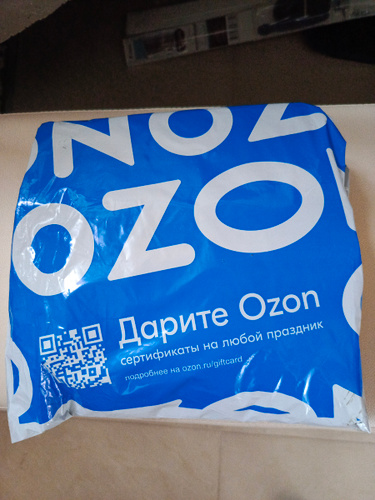 OZON
OZO
Дарите Ozon
сертификаты на любой праздник
подробнее на ozon.ru/giftcard